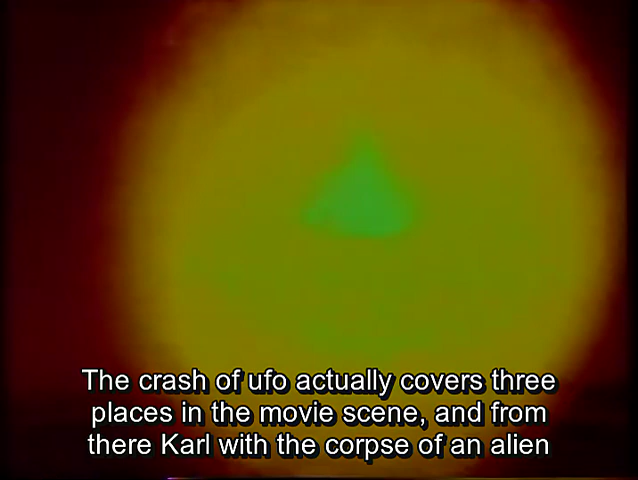 The crash of ufo actually covers three
places in the movie scene, and from
there Karl with the corpse of an alien